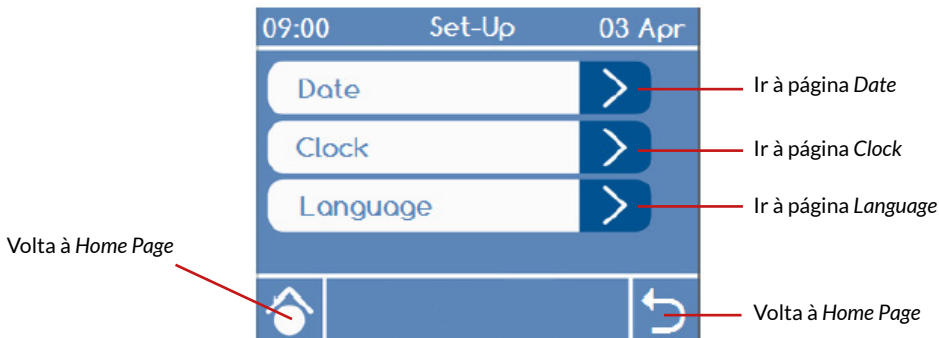 09:00 Set-Up 03 Apr
Date
Ir à página Date
Clock
Ir à página Clock
Language
Ir à página Language
Volta à Home Page
Volta à Home Page